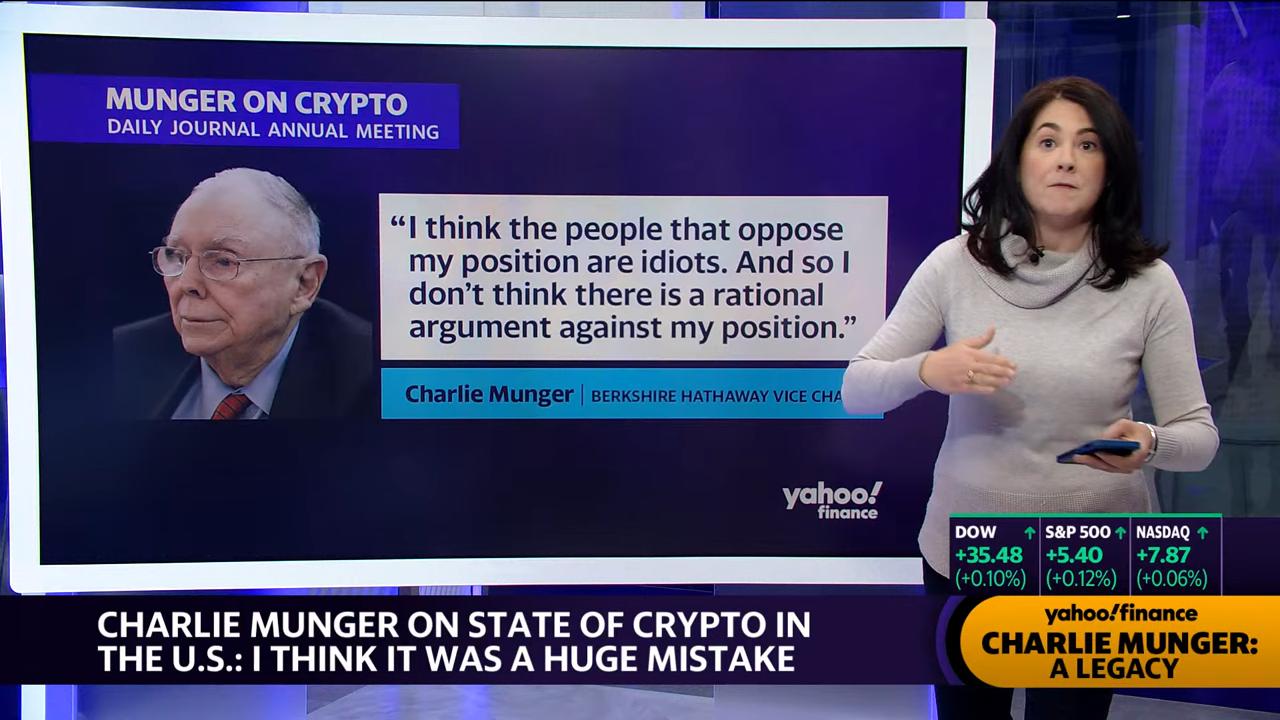 MUNGER ON CRYPTO
DAILY JOURNAL ANNUAL MEETING
“I think the people that oppose
my position are idiots. And so I
don’t think there is a rational
argument against my position.”
Charlie Munger | BERKSHIRE HATHAWAY VICE CHA
yahoo!
finance
DOW ↑ S&P 500 ↑ NASDAQ ↑
+35.48 +5.40 +7.87
(+0.10%) (+0.12%) (+0.06%)
CHARLIE MUNGER ON STATE OF CRYPTO IN
THE U.S.: I THINK IT WAS A HUGE MISTAKE
yahoo!finance
CHARLIE MUNGER:
A LEGACY